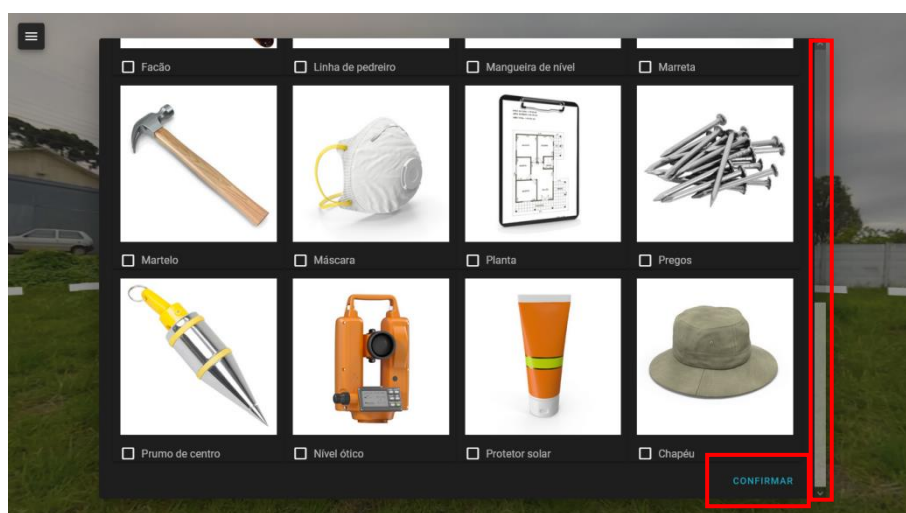 Facão
Linha de pedreiro
Mangueira de nível
Marreta
Martelo
Máscara
Planta
Pregos
Prumo de centro
Nível ótico
Protetor solar
Chapéu
CONFIRMAR